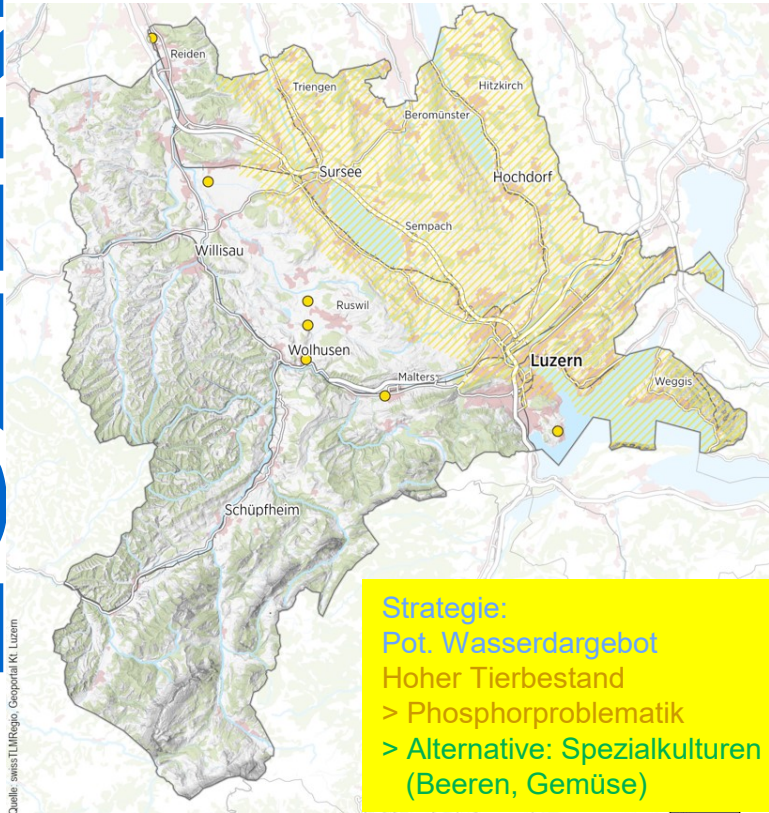 Reiden
Triengen
Hitzkirch
Beromünster
Sursee
Hochdorf
Sempach
Willisau
Ruswil
Wolhusen
Luzern
Malters
Weggis
Schüpfheim
Strategie:
Pot. Wasserdargebot
Hoher Tierbestand
> Phosphorproblematik
> Alternative: Spezialkulturen
(Beeren, Gemüse)
Quelle: swissTLMRegio, Geoportal Kt. Luzern